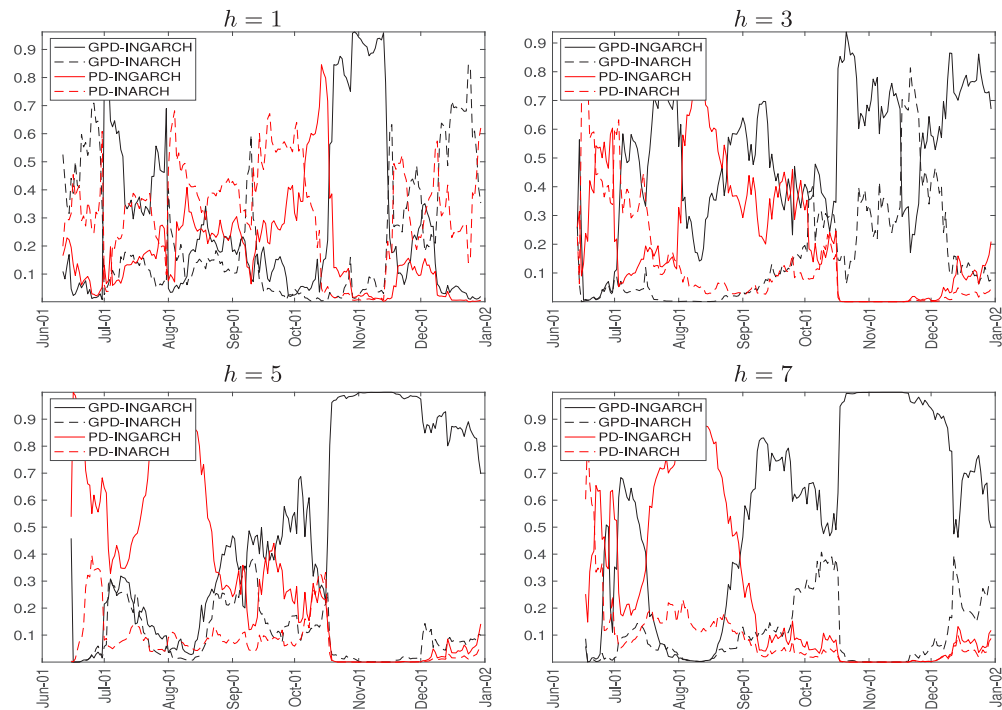 h = 1
0.9
0.8
0.7
0.6
0.5
0.4
0.3
0.2
0.1
GPD-INGARCH
GPD-INARCH
PD-INGARCH
PD-INARCH
Jun-01
Jul-01
Aug-01
Sep-01
Oct-01
Nov-01
Dec-01
Jan-02
h = 3
0.9
0.8
0.7
0.6
0.5
0.4
0.3
0.2
0.1
GPD-INGARCH
GPD-INARCH
PD-INGARCH
PD-INARCH
Jun-01
Jul-01
Aug-01
Sep-01
Oct-01
Nov-01
Dec-01
Jan-02
h = 5
0.9
0.8
0.7
0.6
0.5
0.4
0.3
0.2
0.1
GPD-INGARCH
GPD-INARCH
PD-INGARCH
PD-INARCH
Jun-01
Jul-01
Aug-01
Sep-01
Oct-01
Nov-01
Dec-01
Jan-02
h = 7
0.9
0.8
0.7
0.6
0.5
0.4
0.3
0.2
0.1
GPD-INGARCH
GPD-INARCH
PD-INGARCH
PD-INARCH
Jun-01
Jul-01
Aug-01
Sep-01
Oct-01
Nov-01
Dec-01
Jan-02